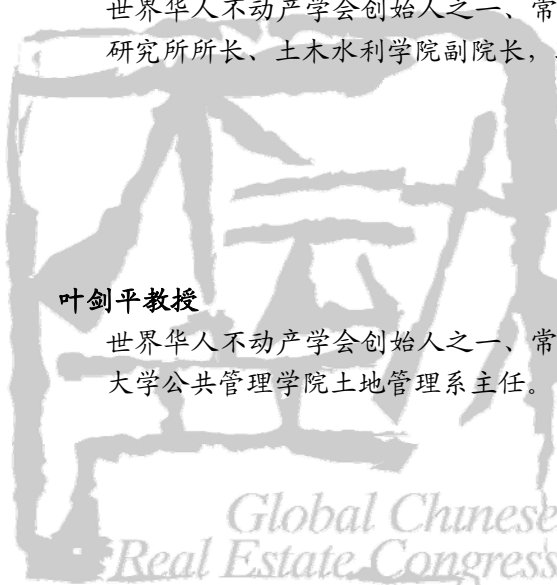 世界华人不动产学会创始人之一、常
研究所所长、土木水利学院副院长，
叶剑平教授
世界华人不动产学会创始人之一、常
大学公共管理学院土地管理系主任。
Global Chinese
Real Estate Congress